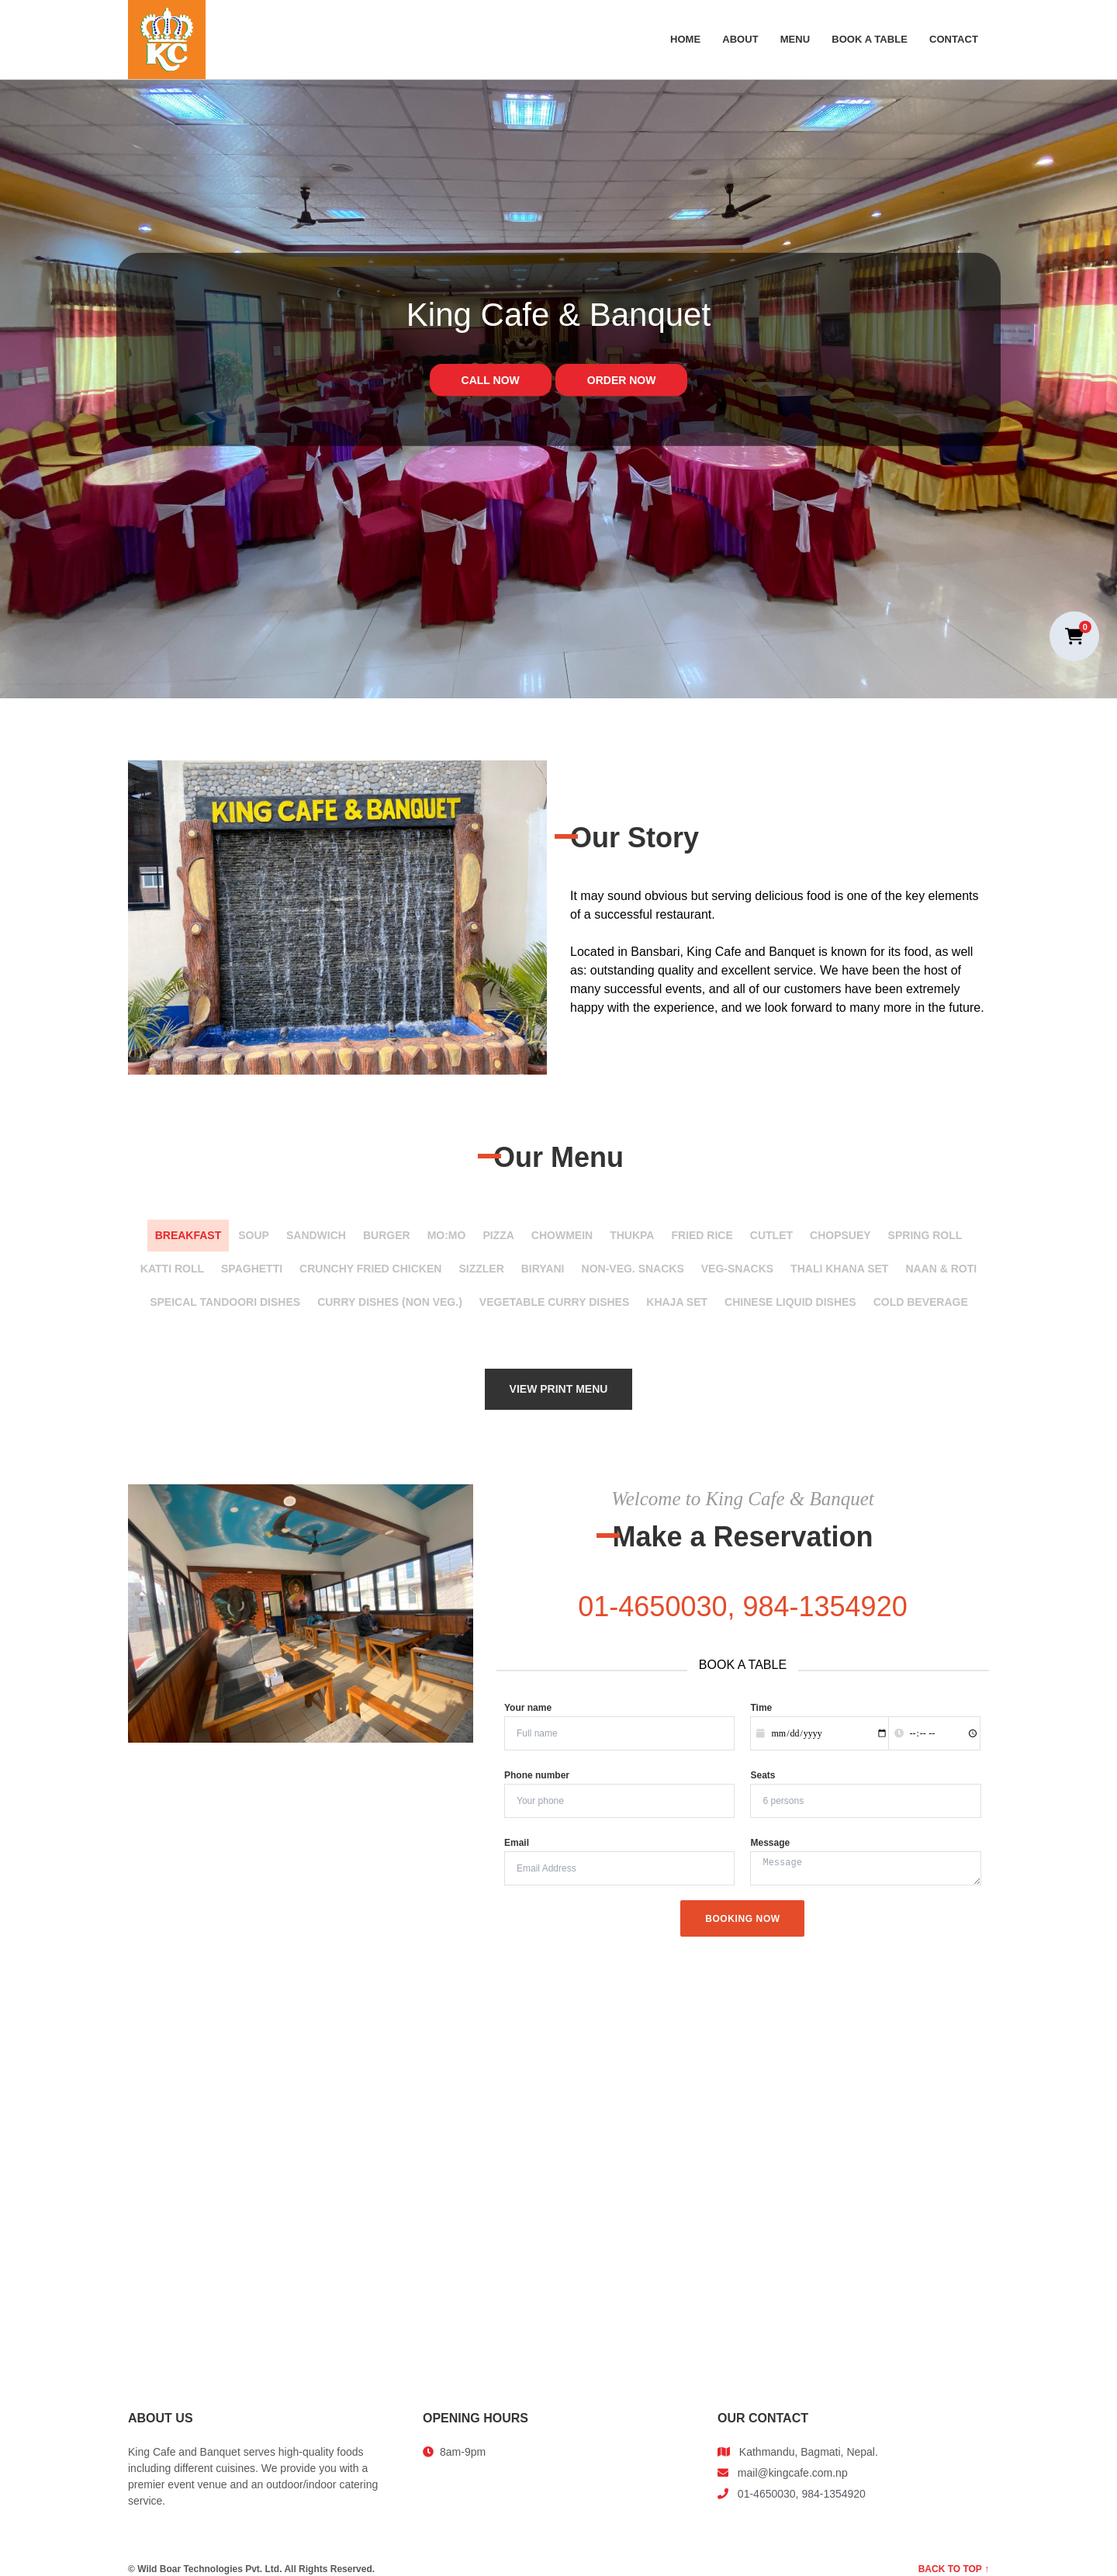 KC
HOME ABOUT MENU BOOK A TABLE CONTACT
King Cafe & Banquet
CALL NOW ORDER NOW
0
KING CAFE & BANQUET
Our Story
It may sound obvious but serving delicious food is one of the key elements
of a successful restaurant.
Located in Bansbari, King Cafe and Banquet is known for its food, as well
as: outstanding quality and excellent service. We have been the host of
many successful events, and all of our customers have been extremely
happy with the experience, and we look forward to many more in the future.
Our Menu
BREAKFAST SOUP SANDWICH BURGER MO:MO PIZZA CHOWMEIN THUKPA FRIED RICE CUTLET CHOPSUEY SPRING ROLL
KATTI ROLL SPAGHETTI CRUNCHY FRIED CHICKEN SIZZLER BIRYANI NON-VEG. SNACKS VEG-SNACKS THALI KHANA SET NAAN & ROTI
SPEICAL TANDOORI DISHES CURRY DISHES (NON VEG.) VEGETABLE CURRY DISHES KHAJA SET CHINESE LIQUID DISHES COLD BEVERAGE
VIEW PRINT MENU
Welcome to King Cafe & Banquet
Make a Reservation
01-4650030, 984-1354920
BOOK A TABLE
Your name Time
Full name mm/dd/yyyy --:-- --
Phone number Seats
Your phone 6 persons
Email Message
Email Address Message
BOOKING NOW
ABOUT US
King Cafe and Banquet serves high-quality foods
including different cuisines. We provide you with a
premier event venue and an outdoor/indoor catering
service.
OPENING HOURS
8am-9pm
OUR CONTACT
Kathmandu, Bagmati, Nepal.
mail@kingcafe.com.np
01-4650030, 984-1354920
© Wild Boar Technologies Pvt. Ltd. All Rights Reserved.
BACK TO TOP ↑